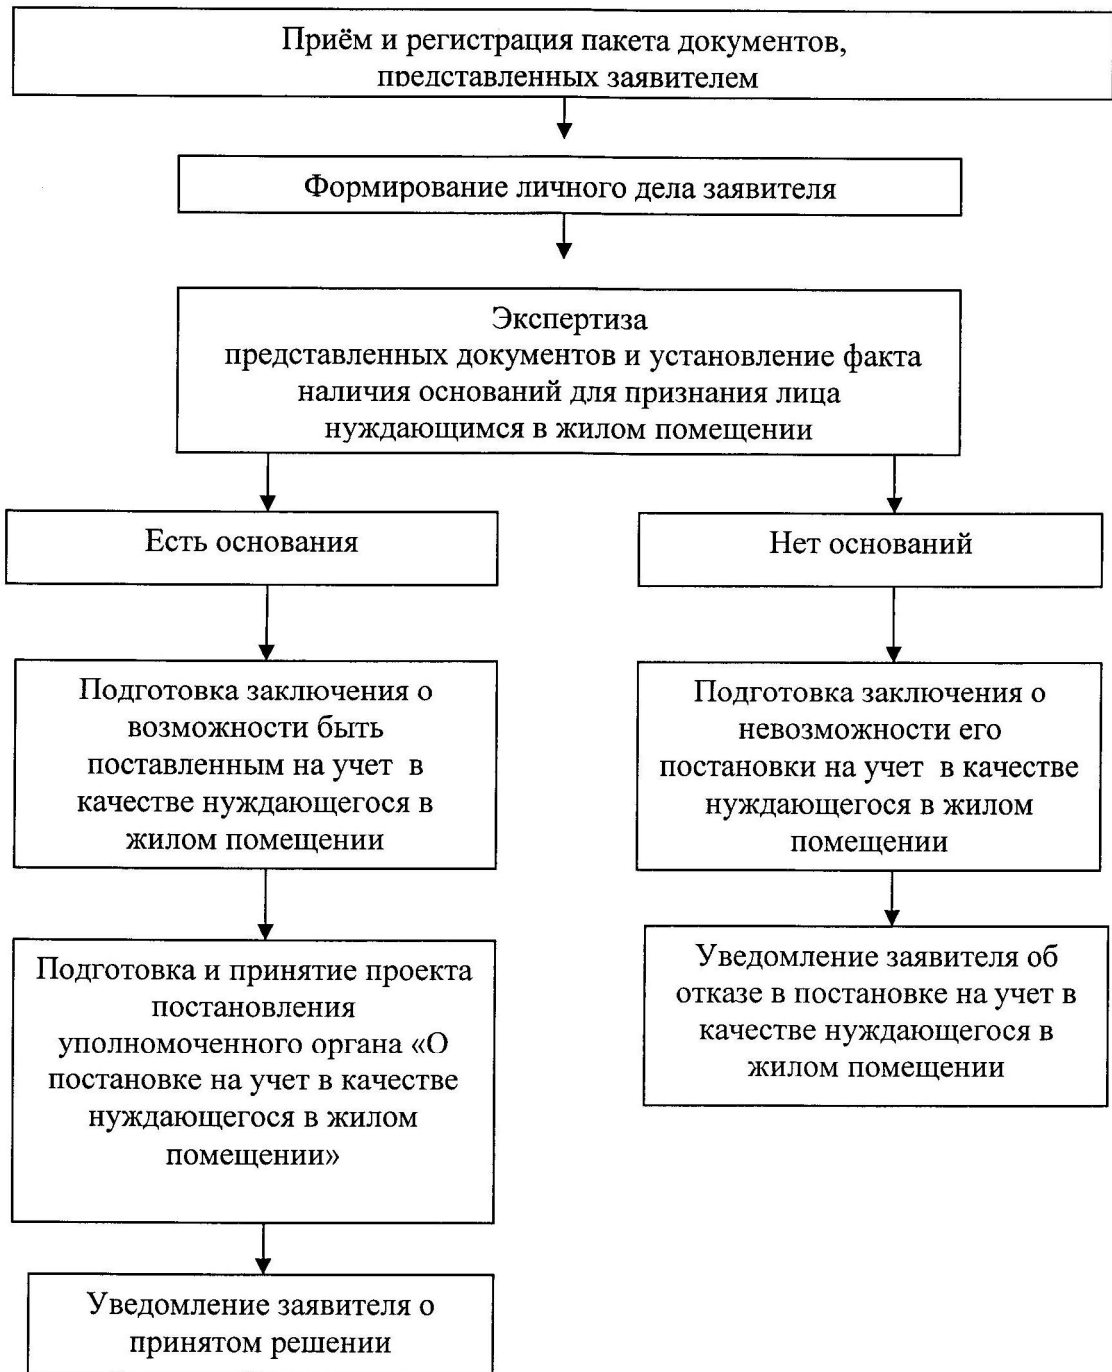 Приём и регистрация пакета документов,
представленных заявителем
Формирование личного дела заявителя
Экспертиза
представленных документов и установление факта
наличия оснований для признания лица
нуждающимся в жилом помещении
Есть основания
Нет оснований
Подготовка заключения о
возможности быть
поставленным на учет в
качестве нуждающегося в
жилом помещении
Подготовка заключения о
невозможности его
постановки на учет в качестве
нуждающегося в жилом
помещении
Подготовка и принятие проекта
постановления
уполномоченного органа «О
постановке на учет в качестве
нуждающегося в жилом
помещении»
Уведомление заявителя об
отказе в постановке на учет в
качестве нуждающегося в
жилом помещении
Уведомление заявителя о
принятом решении